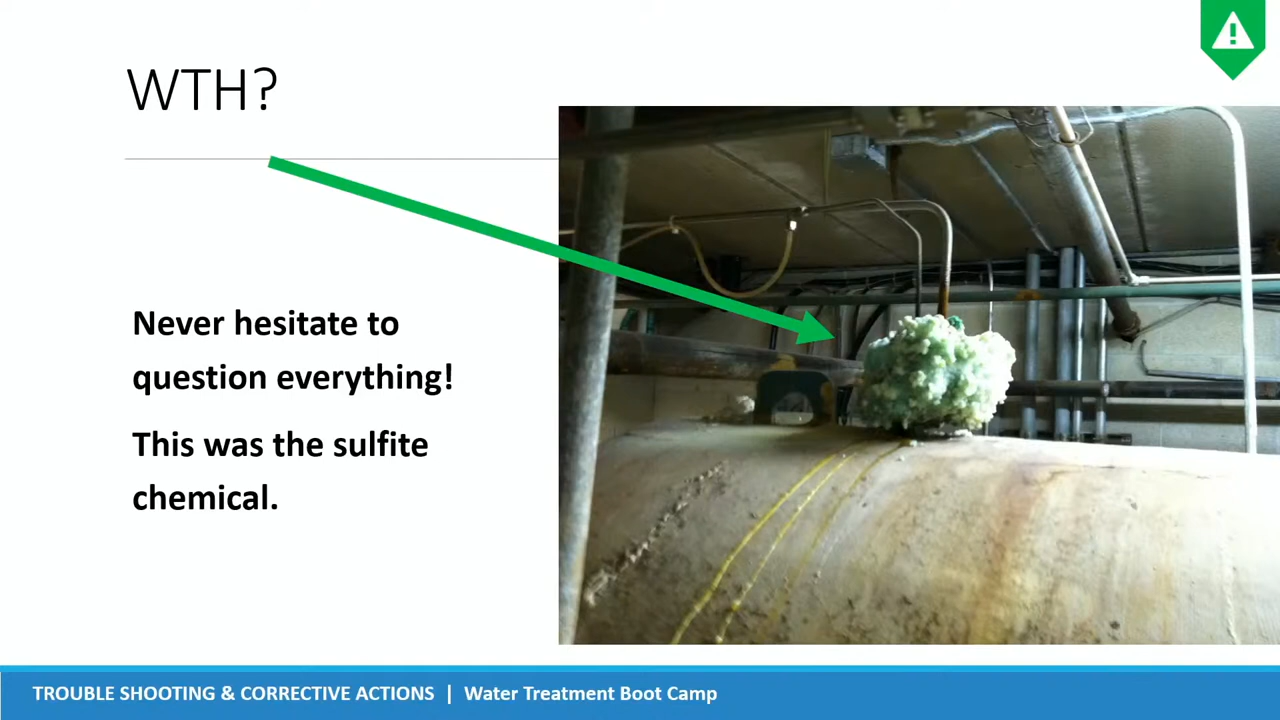 WTH?
Never hesitate to
question everything!
This was the sulfite
chemical.
TROUBLE SHOOTING & CORRECTIVE ACTIONS | Water Treatment Boot Camp